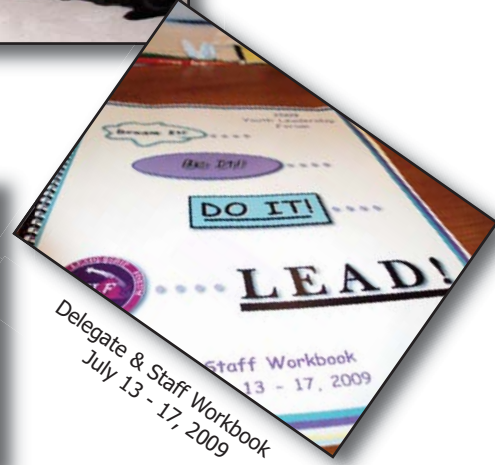 2009
Youth Leadership
Forum
Dream It!
BE IT!
DO IT!
LEAD!
Staff Workbook
13 - 17, 2009
Delegate & Staff Workbook
July 13 - 17, 2009